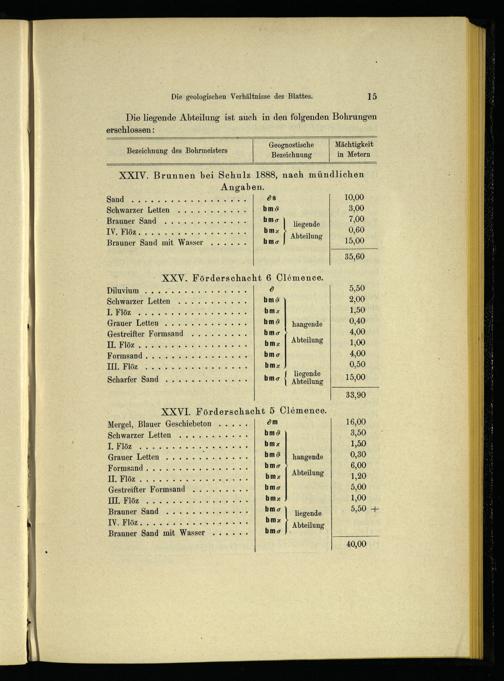 Die geologischen Verhältnisse des Blattes. 15
Die liegende Abteilung ist auch in den folgenden Bohrungen
erschlossen:
Bezeichnung des Bohrmeisters Geognostische Bezeichnung Mächtigkeit in Metern
XXIV. Brunnen bei Schulz 1888, nach mündlichen
Angaben.
Sand . . . . . . . . . . ∂s 10,00
Schwarzer Letten . . . . . . . . . . bmϑ 3,00
Brauner Sand . . . . . . . . . . bmσ liegende Abteilung 7,00
IV. Flöz . . . . . . . . . . bmϰ 0,60
Brauner Sand mit Wasser . . . . . . bmσ 15,00
35,60
XXV. Förderschacht 6 Clémence.
Diluvium . . . . . . . . . . ∂ 5,50
Schwarzer Letten . . . . . . . . . . bmϑ 2,00
I. Flöz . . . . . . . . . . bmϰ 1,50
Grauer Letten . . . . . . . . . . bmϑ hangende Abteilung 0,40
Gestreifter Formsand . . . . . . . . . bmσ 4,00
II. Flöz . . . . . . . . . . bmϰ 1,00
Formsand . . . . . . . . . . bmσ 4,00
III. Flöz . . . . . . . . . . bmϰ 0,50
Scharfer Sand . . . . . . . . . . bmσ liegende Abteilung 15,00
33,90
XXVI. Förderschacht 5 Clémence.
Mergel, Blauer Geschiebeton . . . . . ∂m 16,00
Schwarzer Letten . . . . . . . . . . bmϑ 3,50
I. Flöz . . . . . . . . . . bmϰ 1,50
Grauer Letten . . . . . . . . . . bmϑ hangende Abteilung 0,30
Formsand . . . . . . . . . . bmσ 6,00
II. Flöz . . . . . . . . . . bmϰ 1,20
Gestreifter Formsand . . . . . . . . bmσ 5,00
III. Flöz . . . . . . . . . . bmϰ 1,00
Brauner Sand . . . . . . . . . . bmσ liegende Abteilung 5,50 +
IV. Flöz . . . . . . . . . . bmϰ
Brauner Sand mit Wasser . . . . . . bmσ
40,00